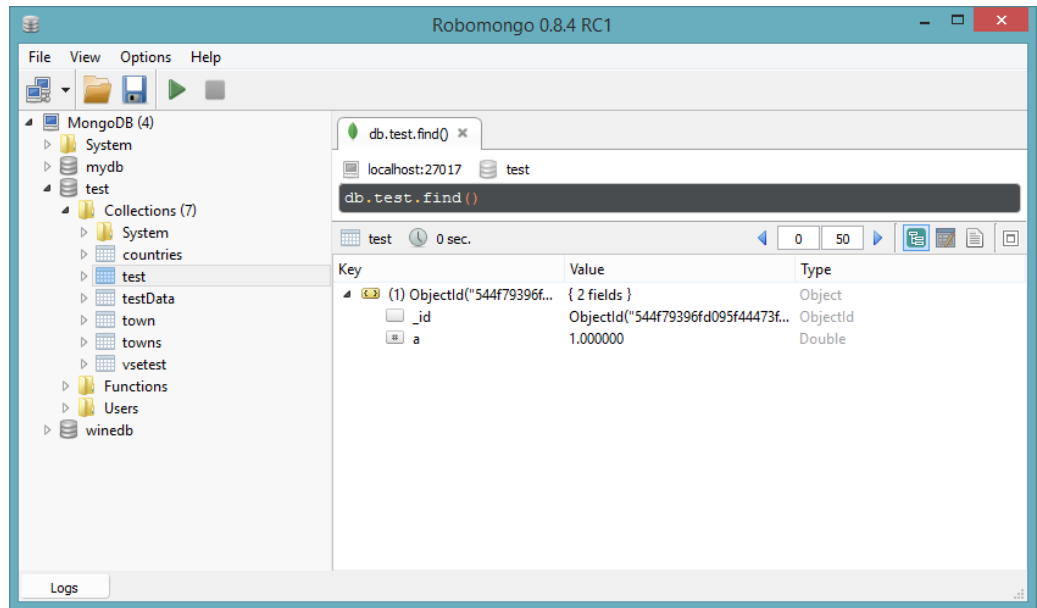 Robomongo 0.8.4 RC1
File View Options Help
MongoDB (4)
System
mydb
test
Collections (7)
System
countries
test
testData
town
towns
vsetest
Functions
Users
winedb
db.test.find()
localhost:27017 test
db.test.find()
test 0 sec. 0 50
Key Value Type
(1) ObjectId("544f79396f... { 2 fields } Object
_id ObjectId("544f79396fd095f44473f... ObjectId
a 1.000000 Double
Logs